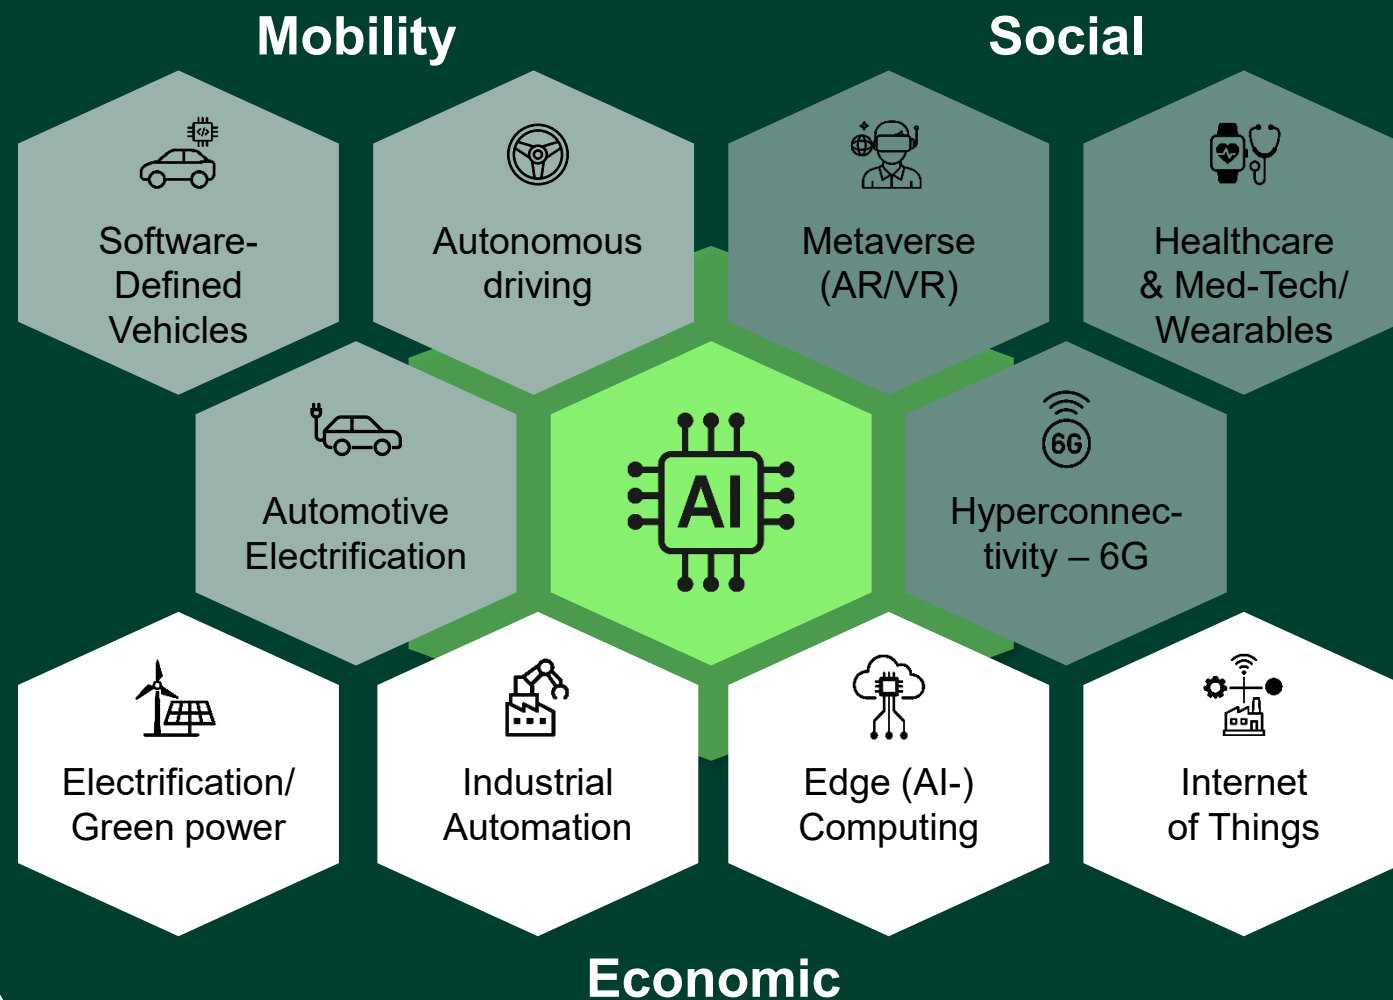 Mobility
Social
</>
Software-
Defined
Vehicles
Autonomous
driving
Metaverse
(AR/VR)
Healthcare
& Med-Tech/
Wearables
Automotive
Electrification
AI
6G
Hyperconnec-
tivity – 6G
Electrification/
Green power
Industrial
Automation
Edge (AI-)
Computing
Internet
of Things
Economic